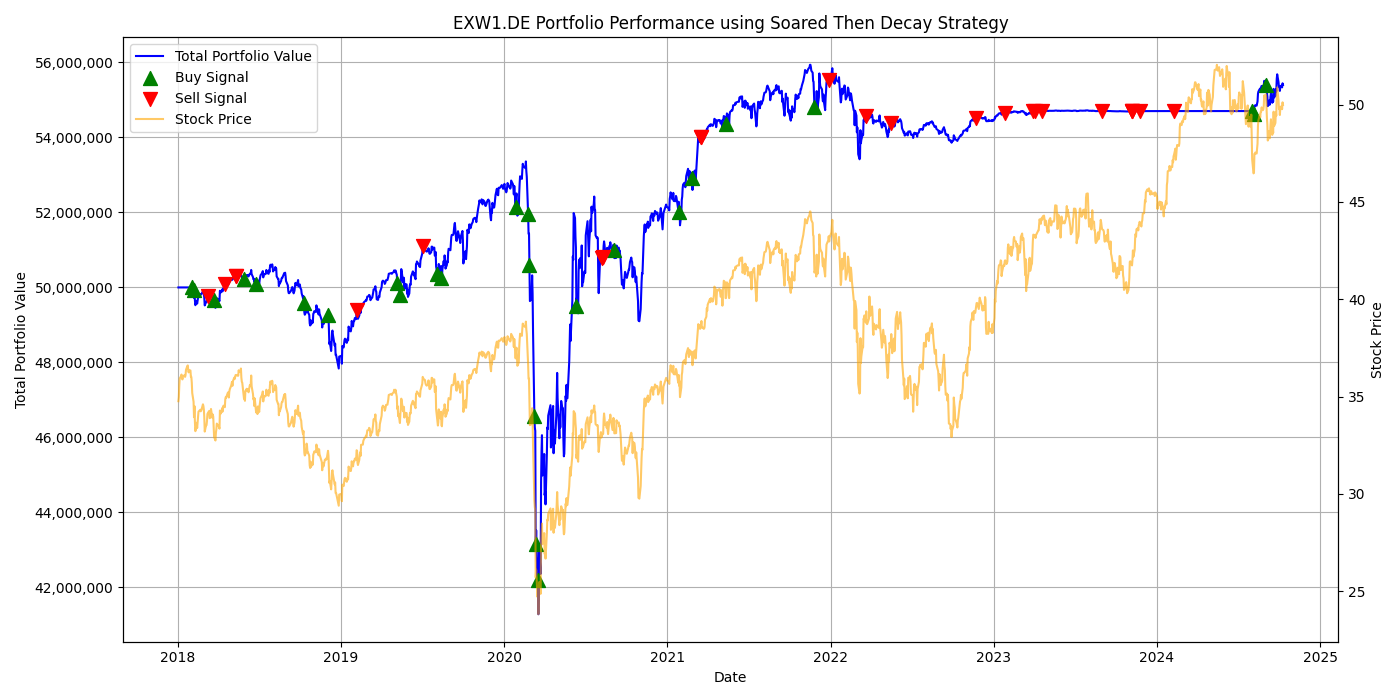 EXW1.DE Portfolio Performance using Soared Then Decay Strategy
Total Portfolio Value
Buy Signal
Sell Signal
Stock Price
56,000,000
54,000,000
52,000,000
50,000,000
48,000,000
46,000,000
44,000,000
42,000,000
Total Portfolio Value
50
45
40
35
30
25
Stock Price
2018
2019
2020
2021
2022
2023
2024
2025
Date